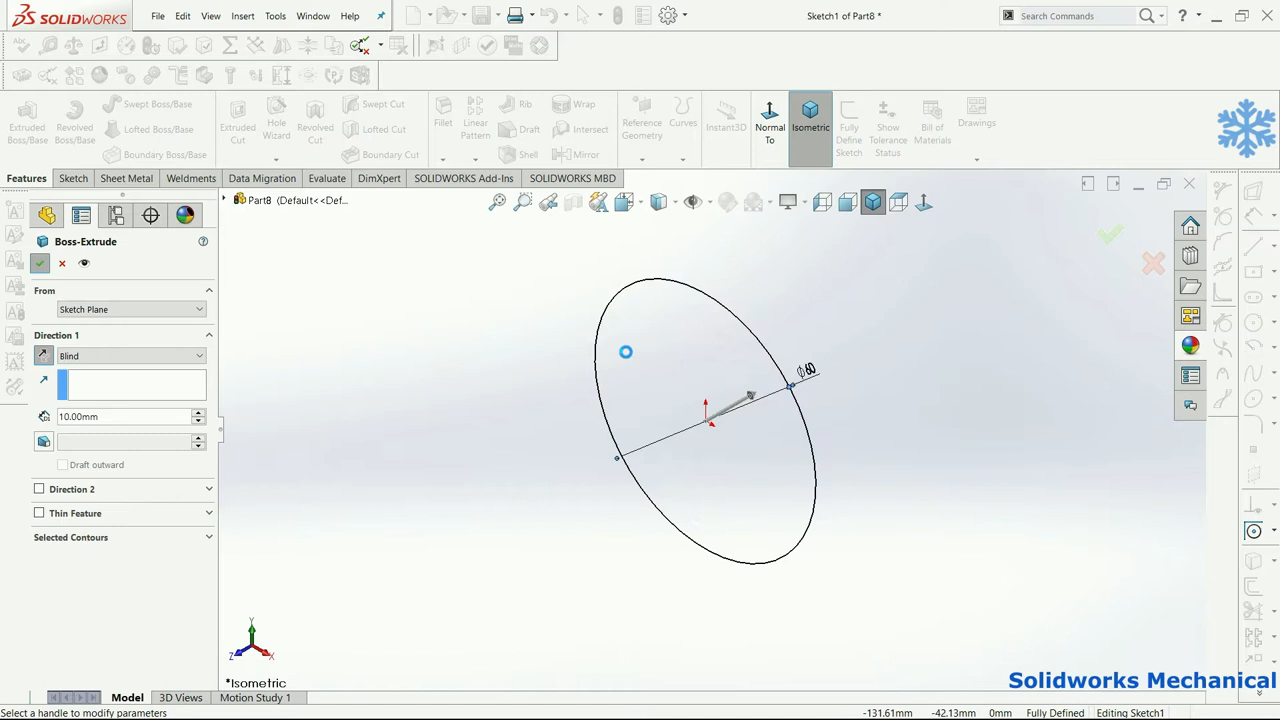 SOLIDWORKS
File Edit View Insert Tools Window Help
Sketch1 of Part8 *
Search Commands
Extruded Boss/Base
Revolved Boss/Base
Swept Boss/Base
Lofted Boss/Base
Boundary Boss/Base
Extruded Cut
Hole Wizard
Revolved Cut
Swept Cut
Lofted Cut
Boundary Cut
Fillet
Linear Pattern
Rib
Draft
Shell
Wrap
Intersect
Mirror
Reference Geometry
Curves
Instant3D
Normal To
Isometric
Fully Define Sketch
Show Tolerance Status
Bill of Materials
Drawings
Features Sketch Sheet Metal Weldments Data Migration Evaluate DimXpert SOLIDWORKS Add-Ins SOLIDWORKS MBD
Part8 (Default<<Def...
Boss-Extrude
From
Sketch Plane
Direction 1
Blind
10.00mm
Draft outward
Direction 2
Thin Feature
Selected Contours
Ø60
Y
Z X
*Isometric
Solidworks Mechanical
Model 3D Views Motion Study 1
Select a handle to modify parameters
-131.61mm -42.13mm 0mm Fully Defined Editing Sketch1